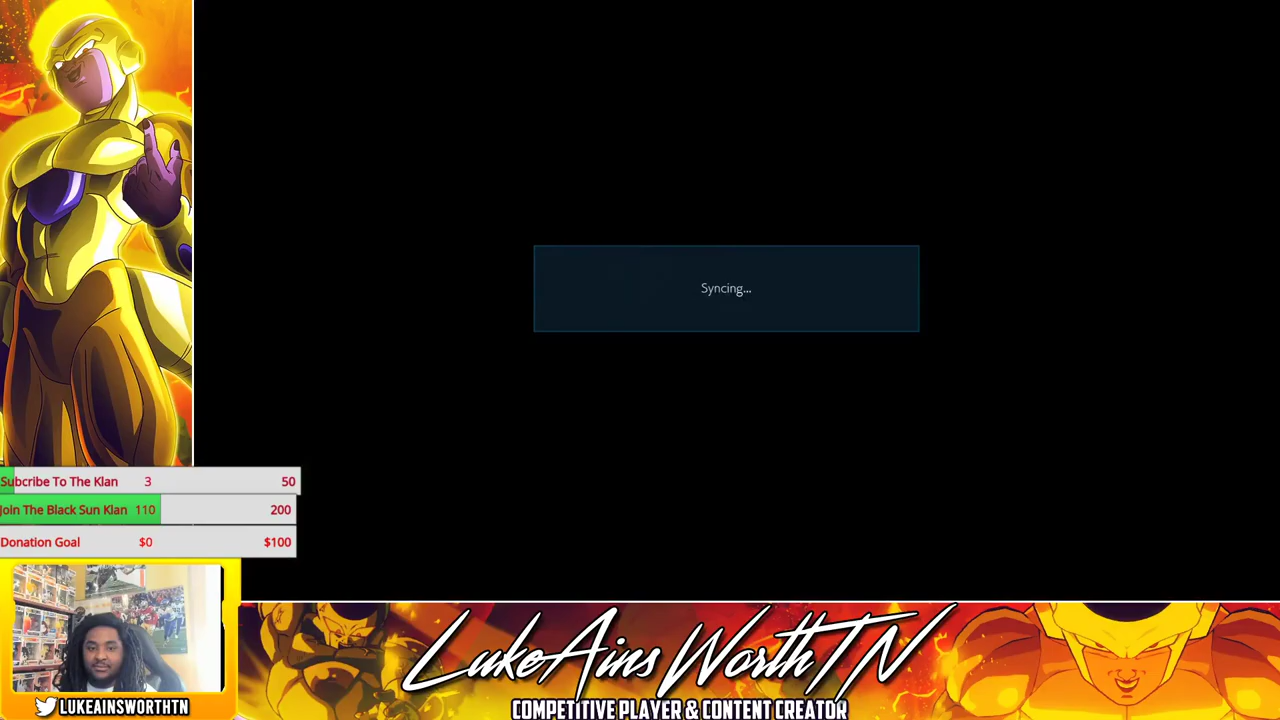 Syncing...
Subcribe To The Klan 3 50
Join The Black Sun Klan 110 200
Donation Goal $0 $100
LukeAinsWorthTN
COMPETITIVE PLAYER & CONTENT CREATOR
LUKEAINSWORTHTN